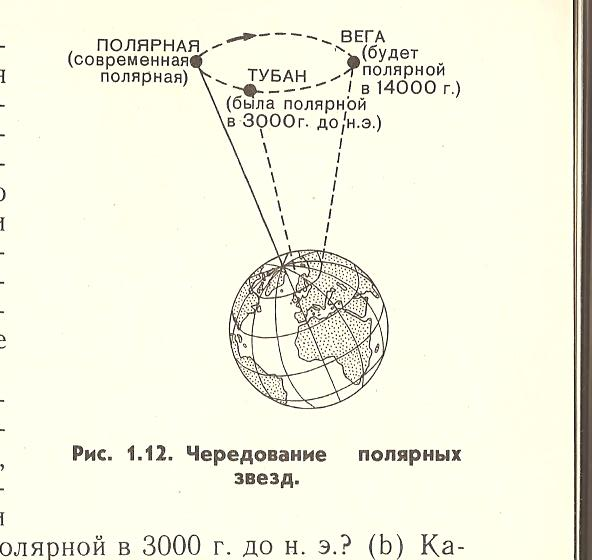 ПОЛЯРНАЯ
(современная
полярная)
ВЕГА
(будет
полярной
в 14000 г.)
ТУБАН
(была полярной
в 3000г. до н.э.)
Рис. 1.12. Чередование полярных
звезд.
олярной в 3000 г. до н. э.? (b) Ка-